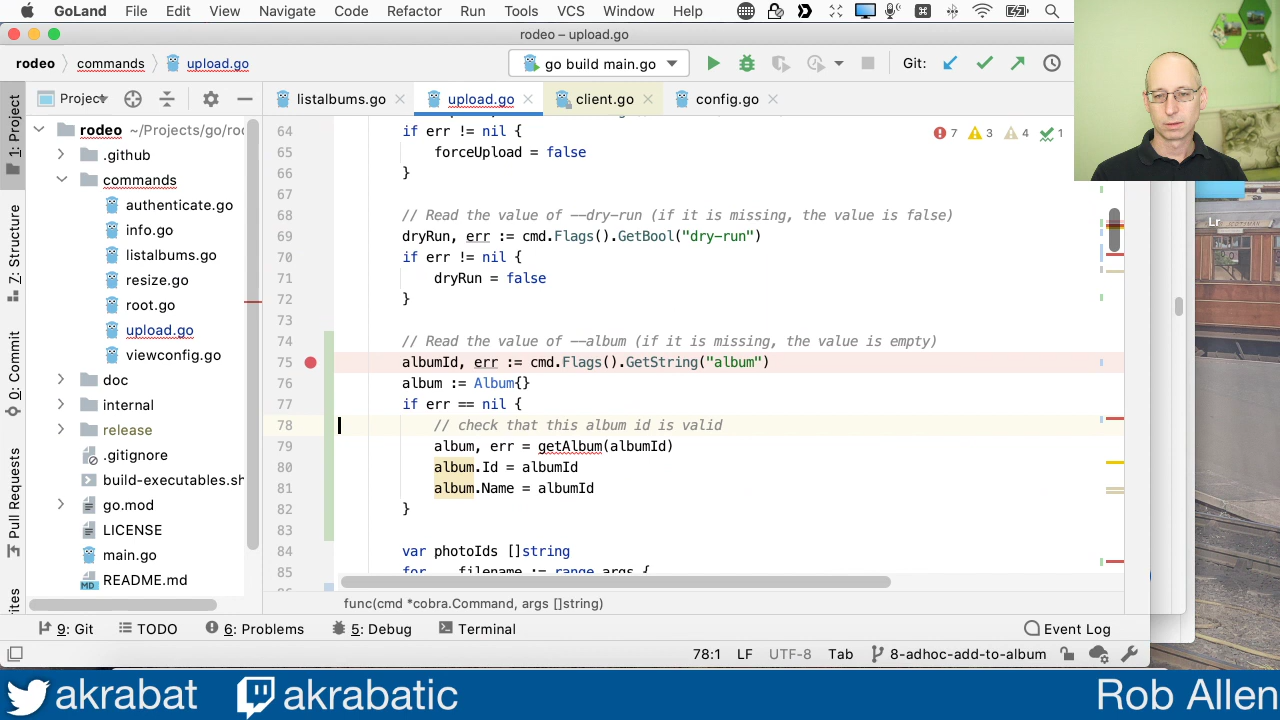 GoLand File Edit View Navigate Code Refactor Run Tools VCS Window Help
rodeo – upload.go
rodeo commands upload.go go build main.go Git:
1: Project
Project
listalbums.go upload.go client.go config.go
rodeo ~/Projects/go/roc
.github
commands
authenticate.go
info.go
listalbums.go
resize.go
root.go
upload.go
viewconfig.go
doc
internal
release
.gitignore
build-executables.sh
go.mod
LICENSE
main.go
README.md
Z: Structure
0: Commit
Pull Requests
ites
7 3 4 1
64 if err != nil {
65 forceUpload = false
66 }
67
68 // Read the value of --dry-run (if it is missing, the value is false)
69 dryRun, err := cmd.Flags().GetBool("dry-run")
70 if err != nil {
71 dryRun = false
72 }
73
74 // Read the value of --album (if it is missing, the value is empty)
75 albumId, err := cmd.Flags().GetString("album")
76 album := Album{}
77 if err == nil {
78 // check that this album id is valid
79 album, err = getAlbum(albumId)
80 album.Id = albumId
81 album.Name = albumId
82 }
83
84 var photoIds []string
85 for _, filename := range args {
func(cmd *cobra.Command, args []string)
9: Git TODO 6: Problems 5: Debug Terminal Event Log
78:1 LF UTF-8 Tab 8-adhoc-add-to-album
Lr
akrabat akrabatic Rob Allen